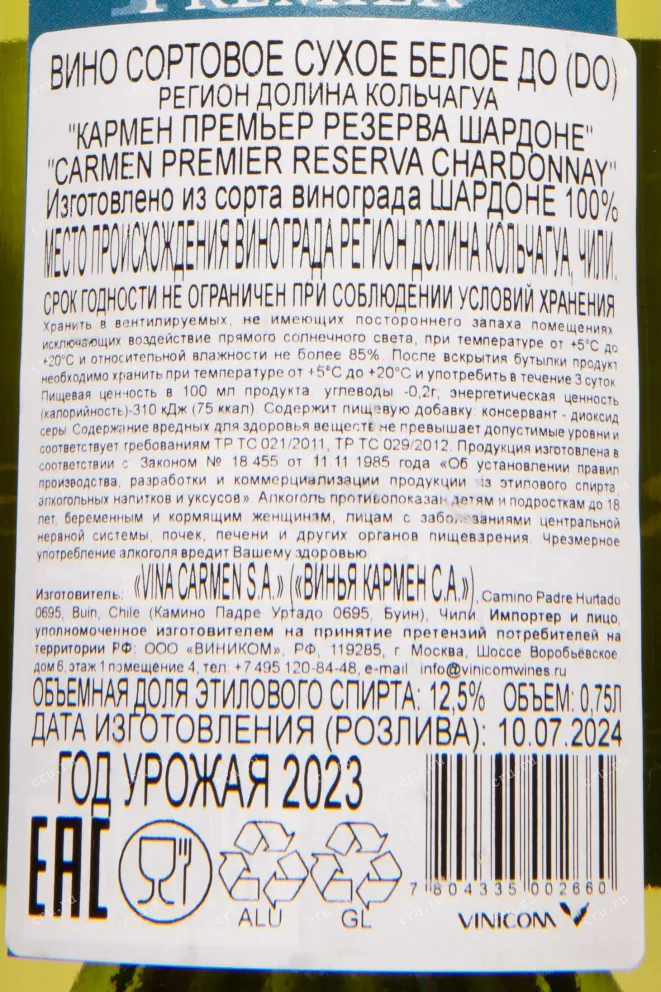 PREMIER
ВИНО СОРТОВОЕ СУХОЕ БЕЛОЕ ДО (DO)
РЕГИОН ДОЛИНА КОЛЬЧАГУА
"КАРМЕН ПРЕМЬЕР РЕЗЕРВА ШАРДОНЕ"
"CARMEN PREMIER RESERVA CHARDONNAY"
Изготовлено из сорта винограда ШАРДОНЕ 100%
МЕСТО ПРОИСХОЖДЕНИЯ ВИНОГРАДА РЕГИОН ДОЛИНА КОЛЬЧАГУА, ЧИЛИ.
СРОК ГОДНОСТИ НЕ ОГРАНИЧЕН ПРИ СОБЛЮДЕНИИ УСЛОВИЙ ХРАНЕНИЯ
Хранить в вентилируемых, не имеющих постороннего запаха помещениях
исключающих воздействие прямого солнечного света, при температуре от +5°С до
+20°С и относительной влажности не более 85%. После вскрытия бутылки продукт
необходимо хранить при температуре от +5°С до +20°С и употребить в течение 3 суток
Пищевая ценность в 100 мл продукта. углеводы -0,2г; энергетическая ценность
(калорийность)-310 кДж (75 ккал). Содержит пищевую добавку: консервант - диоксид
серы. Содержание вредных для здоровья веществ не превышает допустимые уровни и
соответствует требованиям ТР ТС 021/2011, ТР ТС 029/2012. Продукция изготовлена в
соответствии с Законом № 18 455 от 11.11 1985 года «Об установлении правил
производства, разработки и коммерциализации продукции из этилового спирта,
алкогольных напитков и уксусов». Алкоголь противопоказан детям и подросткам до 18
лет, беременным и кормящим женщинам, лицам с заболеваниями центральной
нервной системы, почек, печени и других органов пищеварения. Чрезмерное
употребление алкоголя вредит Вашему здоровью
Изготовитель: «VINA CARMEN S.A.» («ВИНЬЯ КАРМЕН С.А.»), Camino Padre Hurtado
0695, Buin, Chile (Камино Падре Уртадо 0695, Буин), Чили. Импортер и лицо,
уполномоченное изготовителем на принятие претензий потребителей на
территории РФ: ООО «ВИНИКОМ», РФ, 119285, г. Москва, Шоссе Воробьёвское
дом 6, этаж 1 помещение 4, тел: +7 495 120-84-48, e-mail info@vinicomwines.ru
ОБЪЕМНАЯ ДОЛЯ ЭТИЛОВОГО СПИРТА: 12,5% ОБЪЕМ: 0,75Л
ДАТА ИЗГОТОВЛЕНИЯ (РОЗЛИВА): 10.07.2024
ГОД УРОЖАЯ 2023
EAC
ALU
GL
7 804335 002660
VINICOM